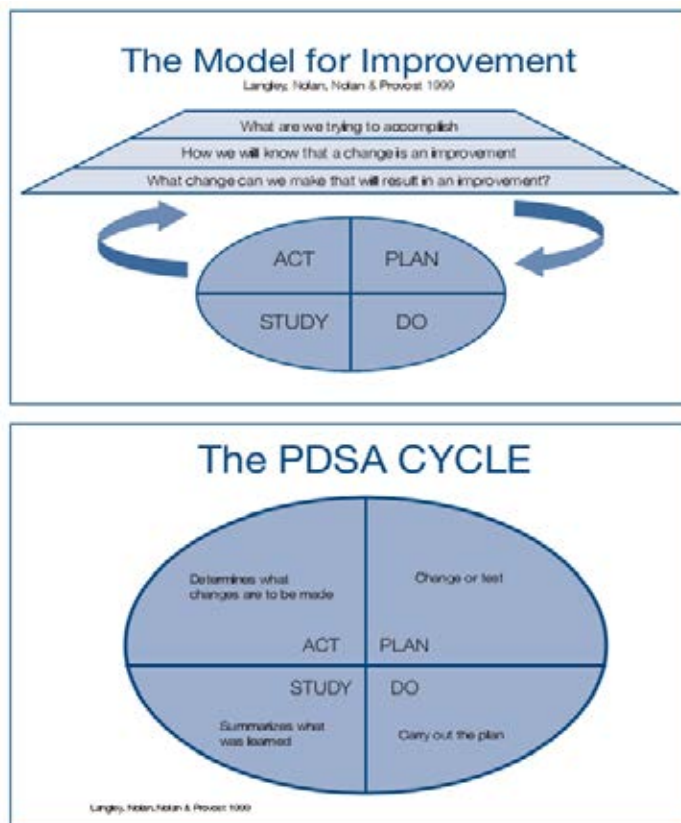 The Model for Improvement
Langley, Nolan, Nolan & Provost 1999
What are we trying to accomplish
How we will know that a change is an improvement
What change can we make that will result in an improvement?
ACT PLAN
STUDY DO
The PDSA CYCLE
Determines what
changes are to be made
Change or test
ACT PLAN
STUDY DO
Summarizes what
was learned
Carry out the plan
Langley, Nolan,Nolan & Provost 1999